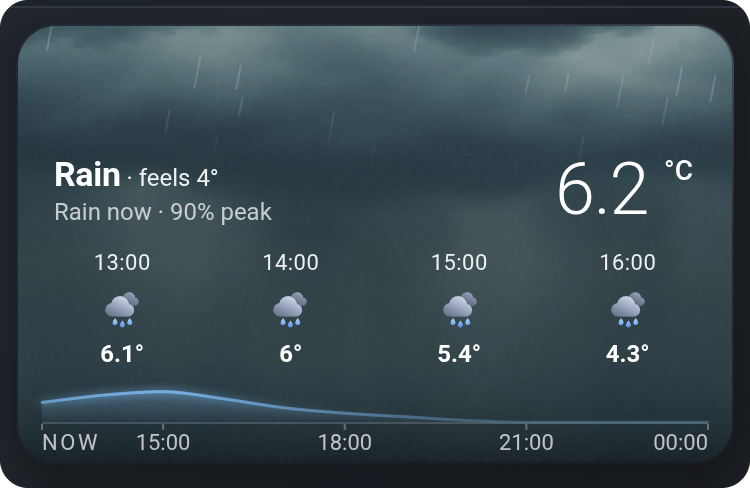 Rain · feels 4°
6.2 °C
Rain now · 90% peak
13:00 14:00 15:00 16:00
6.1° 6° 5.4° 4.3°
NOW 15:00 18:00 21:00 00:00